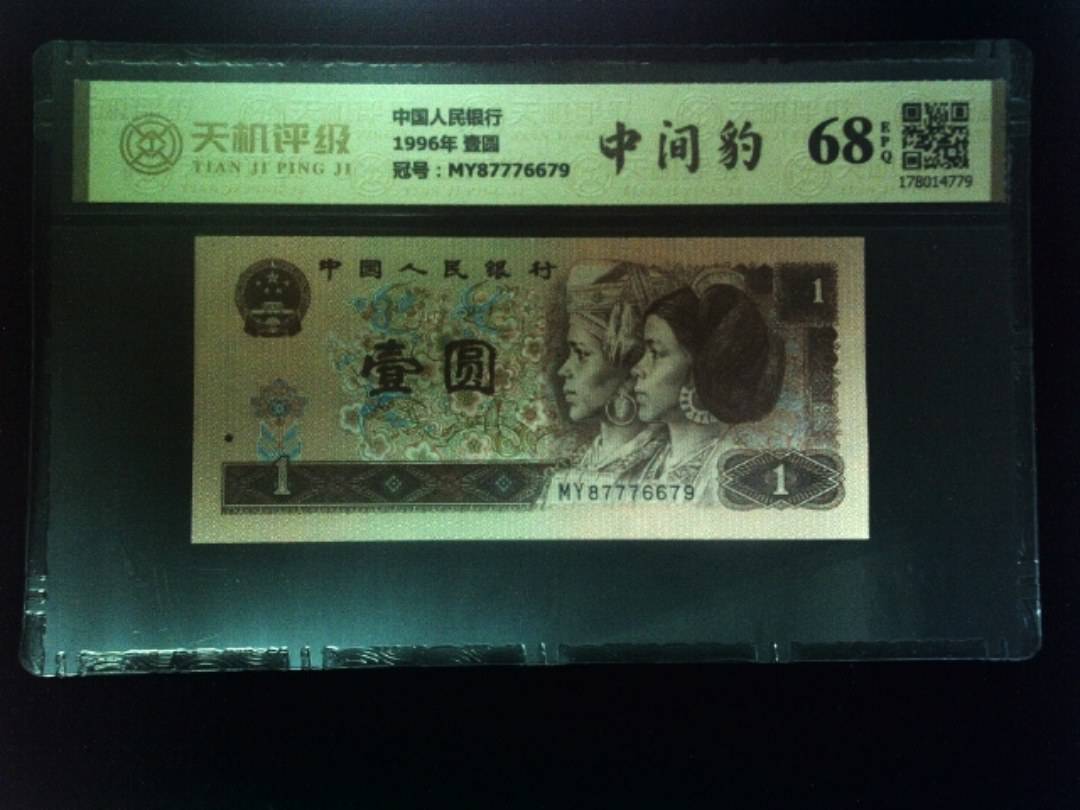 天机评级
TIAN JI PING JI
中国人民银行
1996年 壹圆
冠号：MY87776679
中间豹
68
EPQ
178014779
中国人民银行
1
壹圆
1
MY87776679
1